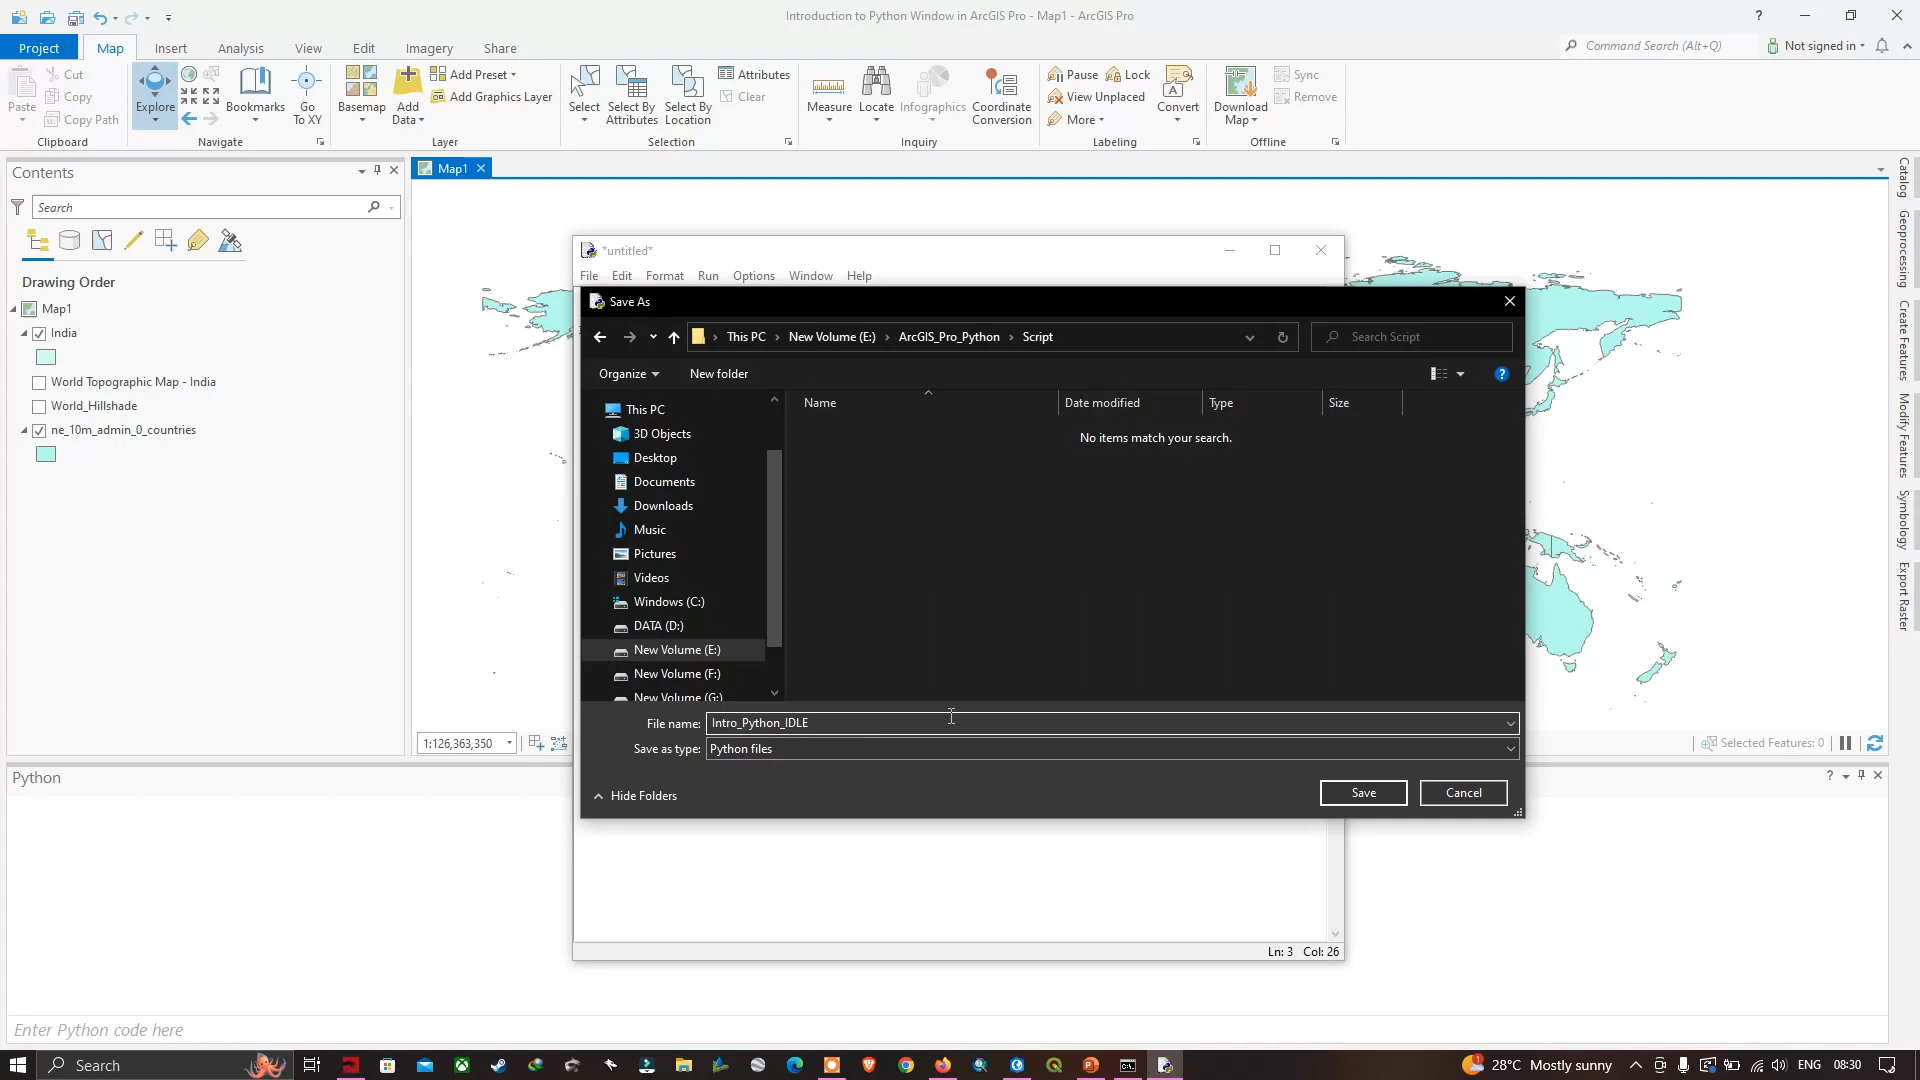 Introduction to Python Window in ArcGIS Pro - Map1 - ArcGIS Pro
?
Project Map Insert Analysis View Edit Imagery Share
Command Search (Alt+Q)
Not signed in
Paste
Cut
Copy
Copy Path
Clipboard
Explore
Bookmarks
Go To XY
Navigate
Basemap
Add Data
Add Preset
Add Graphics Layer
Layer
Select
Select By Attributes
Select By Location
Attributes
Clear
Selection
Measure
Locate
Infographics
Coordinate Conversion
Inquiry
Pause
Lock
View Unplaced
More
Convert
Labeling
Download Map
Sync
Remove
Offline
Contents
Search
Drawing Order
Map1
India
World Topographic Map - India
World_Hillshade
ne_10m_admin_0_countries
Map1
*untitled*
File Edit Format Run Options Window Help
Save As
This PC
New Volume (E:)
ArcGIS_Pro_Python
Script
Search Script
Organize
New folder
?
This PC
3D Objects
Desktop
Documents
Downloads
Music
Pictures
Videos
Windows (C:)
DATA (D:)
New Volume (E:)
New Volume (F:)
New Volume (G:)
Name
Date modified
Type
Size
No items match your search.
File name: Intro_Python_IDLE
Save as type: Python files
Hide Folders
Save
Cancel
Ln: 3 Col: 26
1:126,363,350
Selected Features: 0
Catalog
Geoprocessing
Create Features
Modify Features
Symbology
Export Raster
Python
?
Enter Python code here
Search
1
28°C Mostly sunny
ENG
08:30